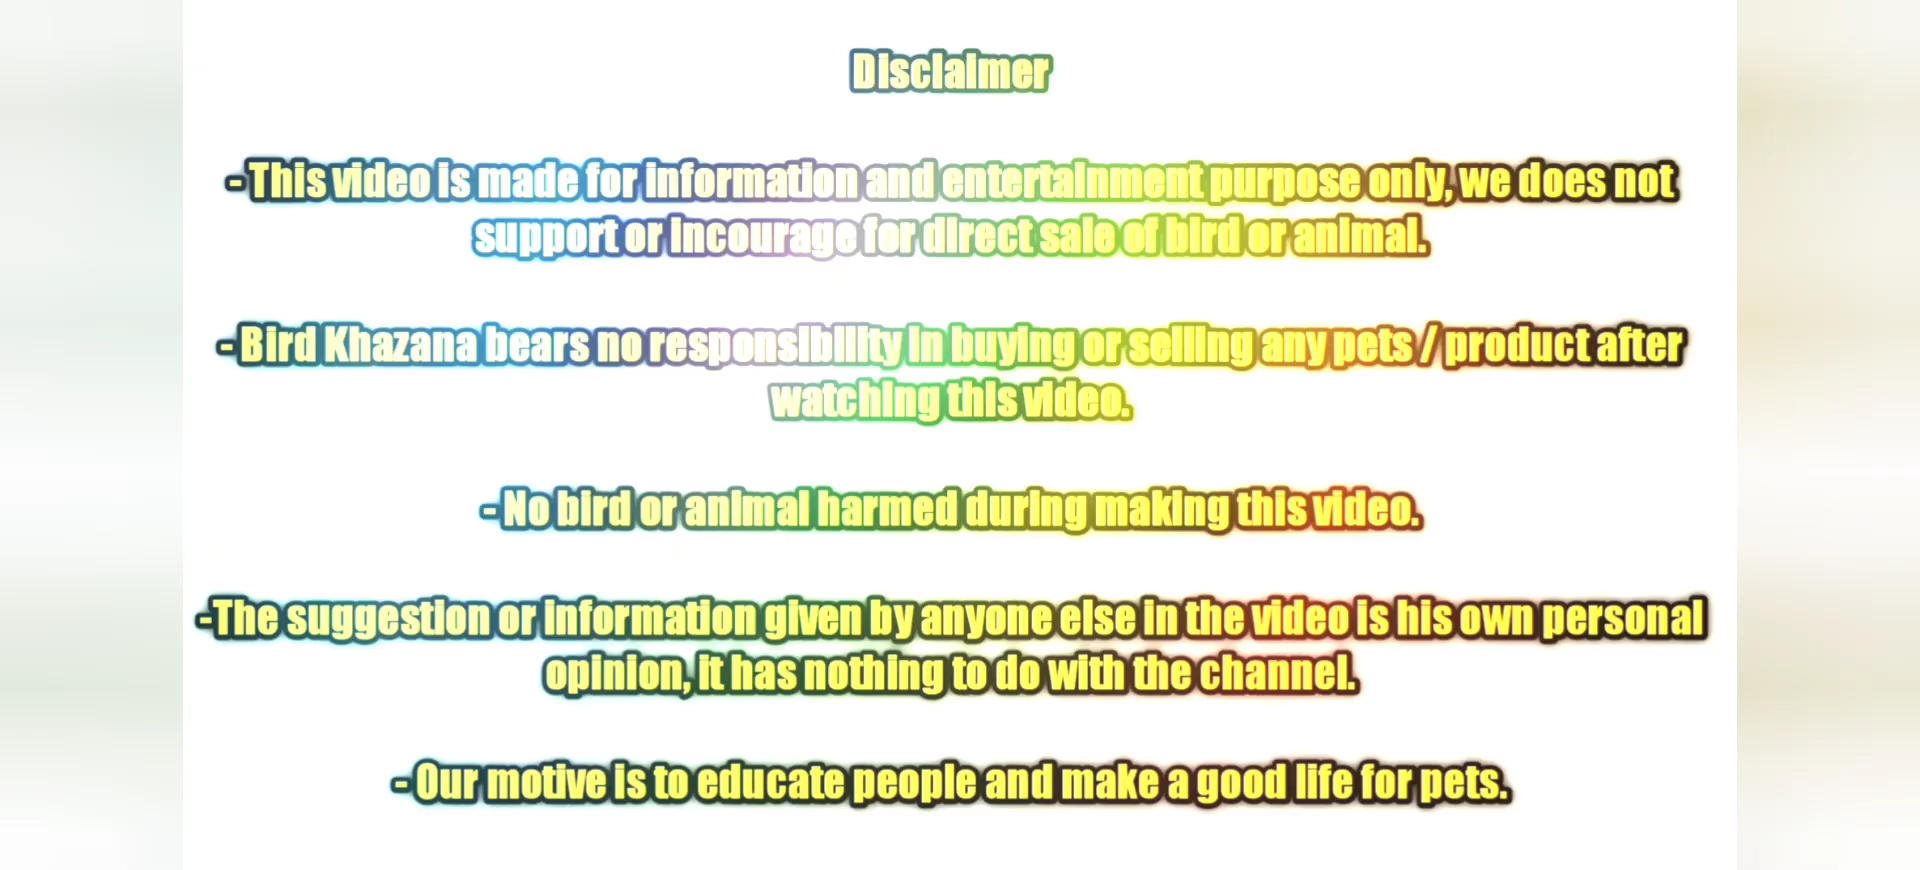 Disclaimer
- This video is made for information and entertainment purpose only, we does not
support or incourage for direct sale of bird or animal.
- Bird Khazana bears no responsibility in buying or selling any pets / product after
watching this video.
- No bird or animal harmed during making this video.
-The suggestion or information given by anyone else in the video is his own personal
opinion, it has nothing to do with the channel.
- Our motive is to educate people and make a good life for pets.